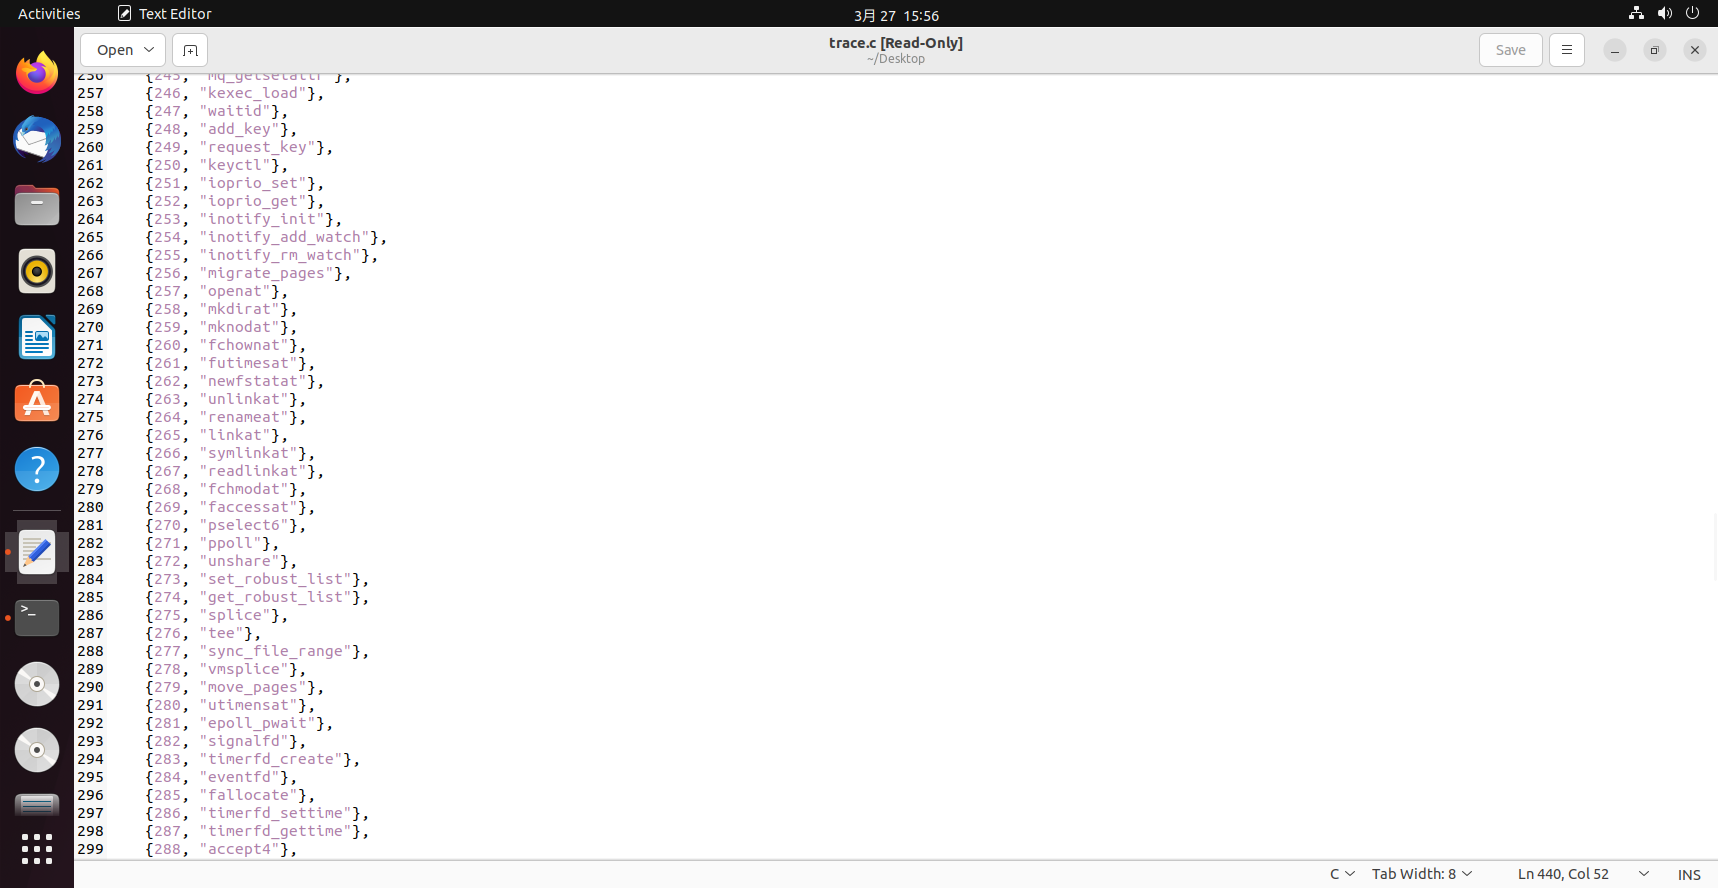 Activities
Text Editor
3月 27 15:56
Open
trace.c [Read-Only]
~/Desktop
Save
256 {245, "mq_getsetattr"},
257 {246, "kexec_load"},
258 {247, "waitid"},
259 {248, "add_key"},
260 {249, "request_key"},
261 {250, "keyctl"},
262 {251, "ioprio_set"},
263 {252, "ioprio_get"},
264 {253, "inotify_init"},
265 {254, "inotify_add_watch"},
266 {255, "inotify_rm_watch"},
267 {256, "migrate_pages"},
268 {257, "openat"},
269 {258, "mkdirat"},
270 {259, "mknodat"},
271 {260, "fchownat"},
272 {261, "futimesat"},
273 {262, "newfstatat"},
274 {263, "unlinkat"},
275 {264, "renameat"},
276 {265, "linkat"},
277 {266, "symlinkat"},
278 {267, "readlinkat"},
279 {268, "fchmodat"},
280 {269, "faccessat"},
281 {270, "pselect6"},
282 {271, "ppoll"},
283 {272, "unshare"},
284 {273, "set_robust_list"},
285 {274, "get_robust_list"},
286 {275, "splice"},
287 {276, "tee"},
288 {277, "sync_file_range"},
289 {278, "vmsplice"},
290 {279, "move_pages"},
291 {280, "utimensat"},
292 {281, "epoll_pwait"},
293 {282, "signalfd"},
294 {283, "timerfd_create"},
295 {284, "eventfd"},
296 {285, "fallocate"},
297 {286, "timerfd_settime"},
298 {287, "timerfd_gettime"},
299 {288, "accept4"},
C
Tab Width: 8
Ln 440, Col 52
INS